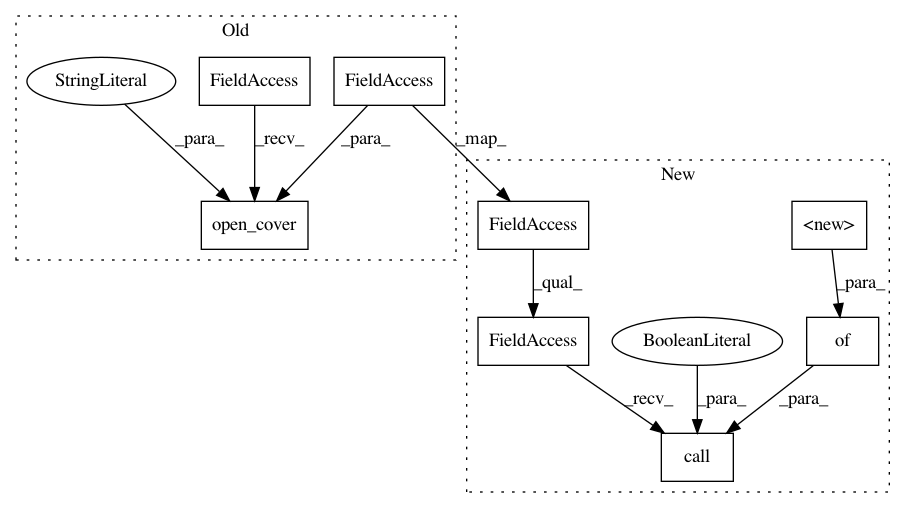 Old
StringLiteral
FieldAccess
FieldAccess
_para_
_recv_
_para_
_map_
New
open_cover
FieldAccess
<new>
_qual_
_para_
FieldAccess
BooleanLiteral
of
_recv_
_para_
_para_
call